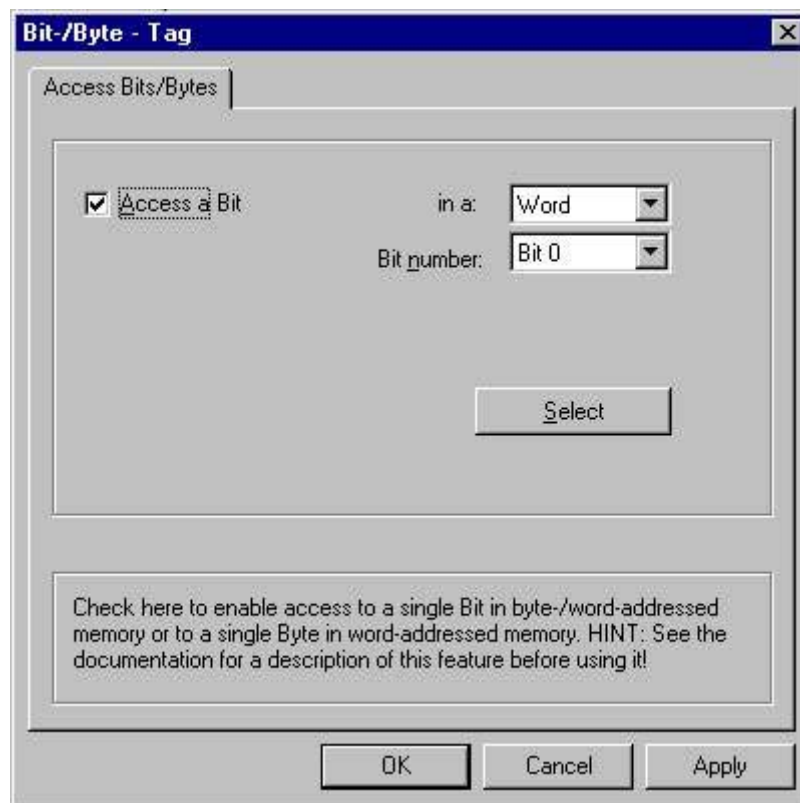 Bit-/Byte - Tag
Access Bits/Bytes
Access a Bit in a: Word
Bit number: Bit 0
Select
Check here to enable access to a single Bit in byte-/word-addressed
memory or to a single Byte in word-addressed memory. HINT: See the
documentation for a description of this feature before using it!
OK Cancel Apply